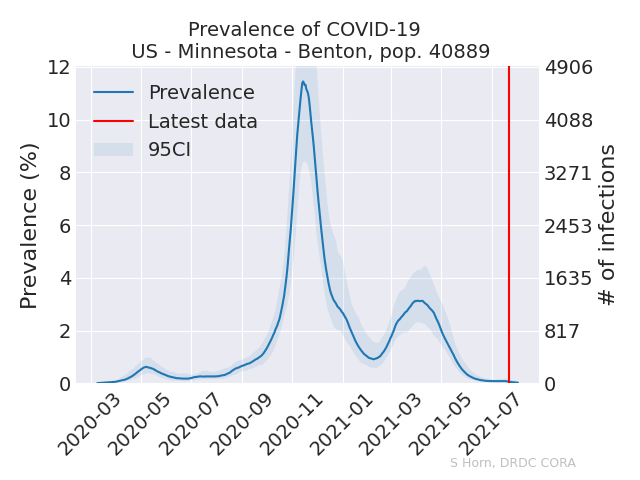 Prevalence of COVID-19
US - Minnesota - Benton, pop. 40889
Prevalence (%)
12
10
8
6
4
2
0
Prevalence
Latest data
95CI
4906
4088
3271
2453
1635
817
0
# of infections
2020-03
2020-05
2020-07
2020-09
2020-11
2021-01
2021-03
2021-05
2021-07
S Horn, DRDC CORA